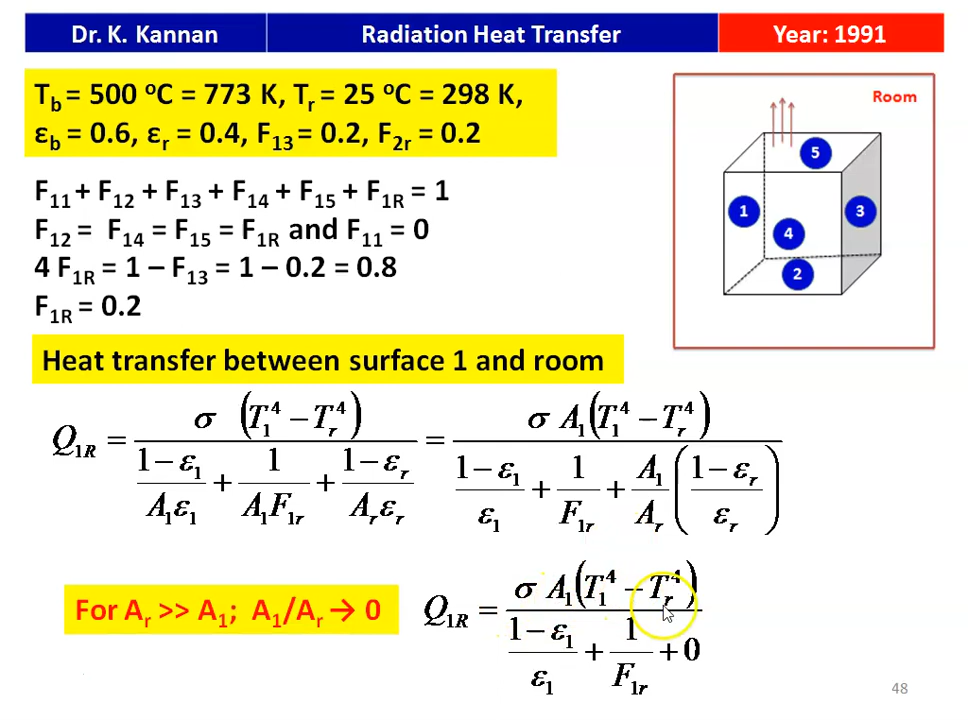 Dr. K. Kannan
Radiation Heat Transfer
Year: 1991
T_b = 500 °C = 773 K, T_r = 25 °C = 298 K,
ε_b = 0.6, ε_r = 0.4, F_13 = 0.2, F_2r = 0.2
Room
5
1
3
4
2
F_11 + F_12 + F_13 + F_14 + F_15 + F_1R = 1
F_12 = F_14 = F_15 = F_1R and F_11 = 0
4 F_1R = 1 – F_13 = 1 – 0.2 = 0.8
F_1R = 0.2
Heat transfer between surface 1 and room
Q_1R = σ (T_1^4 − T_r^4) / ((1 − ε_1)/(A_1 ε_1) + 1/(A_1 F_1r) + (1 − ε_r)/(A_r ε_r)) = σ A_1 (T_1^4 − T_r^4) / ((1 − ε_1)/ε_1 + 1/F_1r + (A_1/A_r) ((1 − ε_r)/ε_r))
For A_r >> A_1; A_1/A_r → 0
Q_1R = σ A_1 (T_1^4 − T_r^4) / ((1 − ε_1)/ε_1 + 1/F_1r + 0)
48